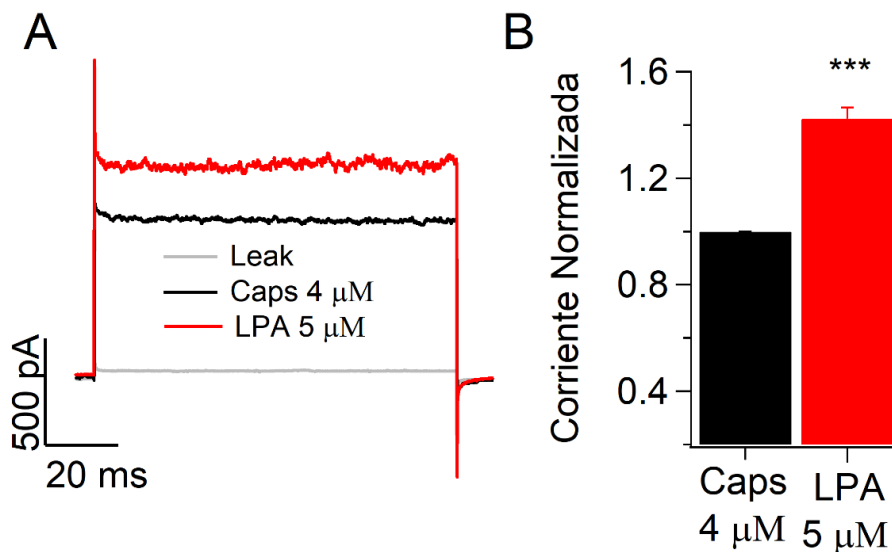 A
Leak
Caps 4 μM
LPA 5 μM
500 pA
20 ms
B
Corriente Normalizada
1.6
1.2
0.8
0.4
***
Caps
4 μM
LPA
5 μM